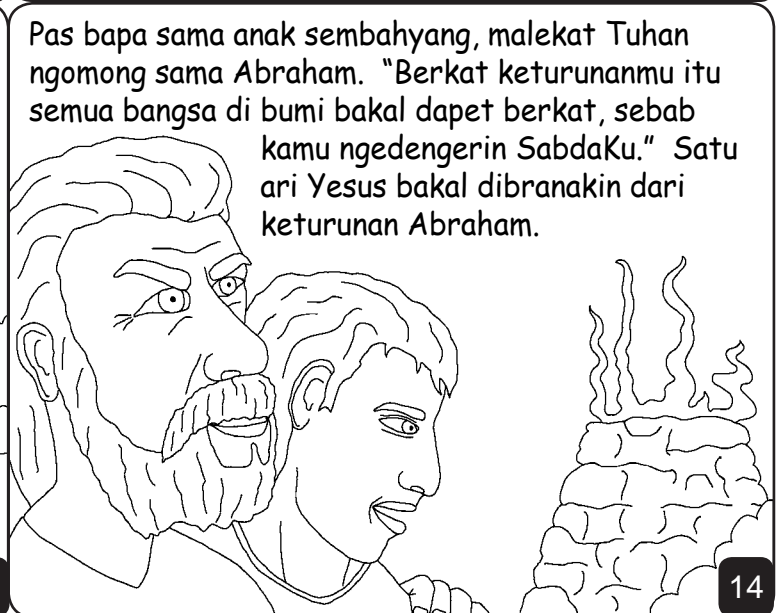 Pas bapa sama anak sembahyang, malekat Tuhan
ngomong sama Abraham. “Berkat keturunanmu itu
semua bangsa di bumi bakal dapet berkat, sebab
kamu ngedengerin SabdaKu.” Satu
ari Yesus bakal dibranakin dari
keturunan Abraham.
14